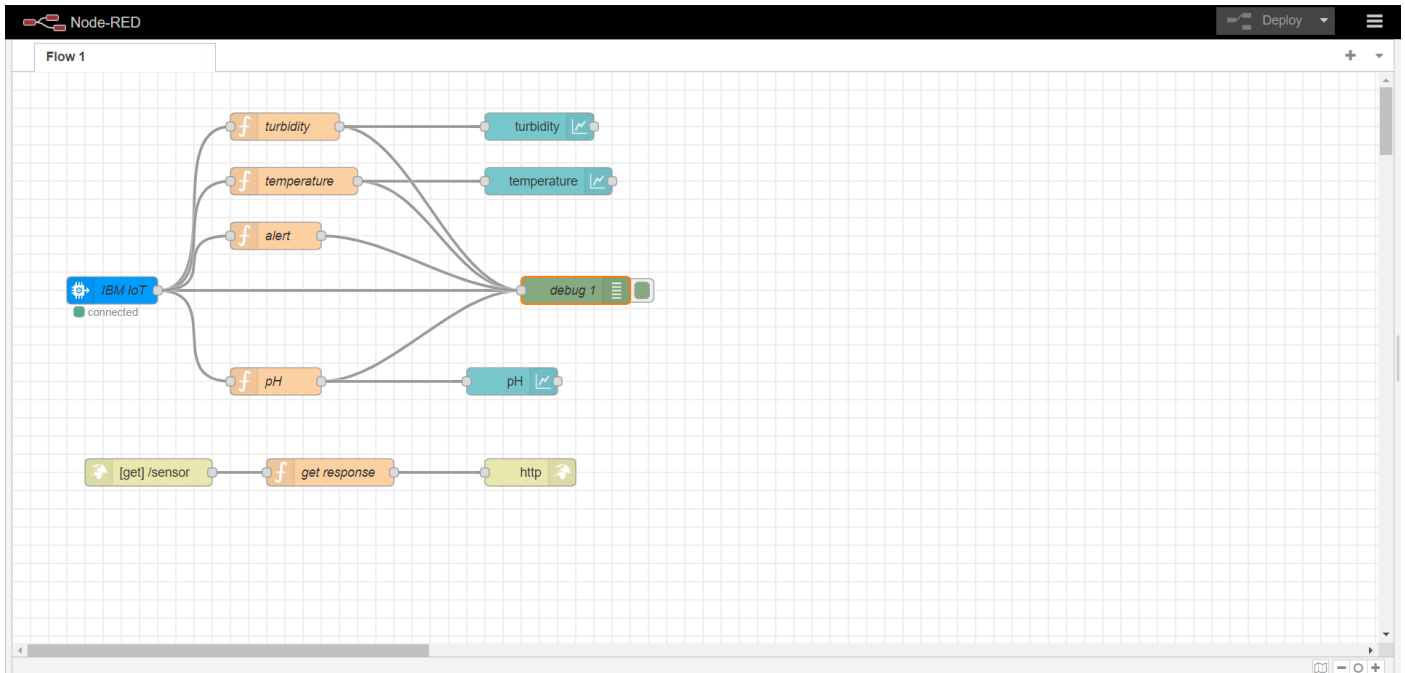 Node-RED
Deploy
Flow 1
turbidity
turbidity
temperature
temperature
alert
IBM IoT
debug 1
connected
pH
pH
[get] /sensor
get response
http